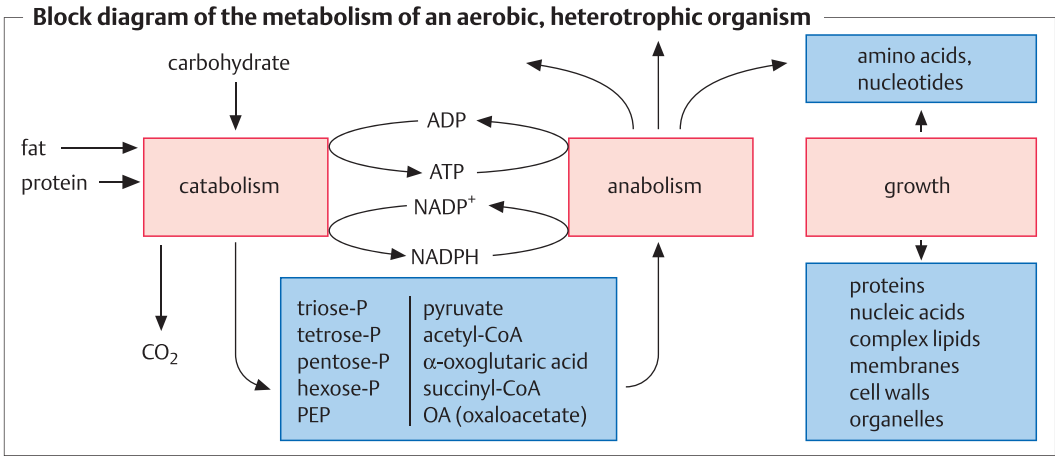 Block diagram of the metabolism of an aerobic, heterotrophic organism
carbohydrate
fat
protein
catabolism
CO₂
ADP
ATP
NADP⁺
NADPH
anabolism
triose-P
tetrose-P
pentose-P
hexose-P
PEP
pyruvate
acetyl-CoA
α-oxoglutaric acid
succinyl-CoA
OA (oxaloacetate)
amino acids,
nucleotides
growth
proteins
nucleic acids
complex lipids
membranes
cell walls
organelles